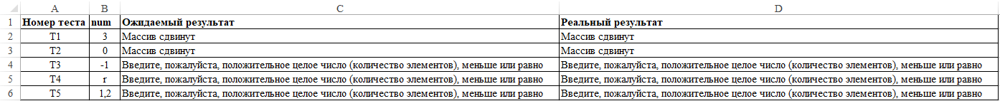 A B C D
1 Номер теста num Ожидаемый результат Реальный результат
2 T1 3 Массив сдвинут Массив сдвинут
3 T2 0 Массив сдвинут Массив сдвинут
4 T3 -1 Введите, пожалуйста, положительное целое число (количество элементов), меньше или равно Введите, пожалуйста, положительное целое число (количество элементов), меньше или равно
5 T4 r Введите, пожалуйста, положительное целое число (количество элементов), меньше или равно Введите, пожалуйста, положительное целое число (количество элементов), меньше или равно
6 T5 1,2 Введите, пожалуйста, положительное целое число (количество элементов), меньше или равно Введите, пожалуйста, положительное целое число (количество элементов), меньше или равно